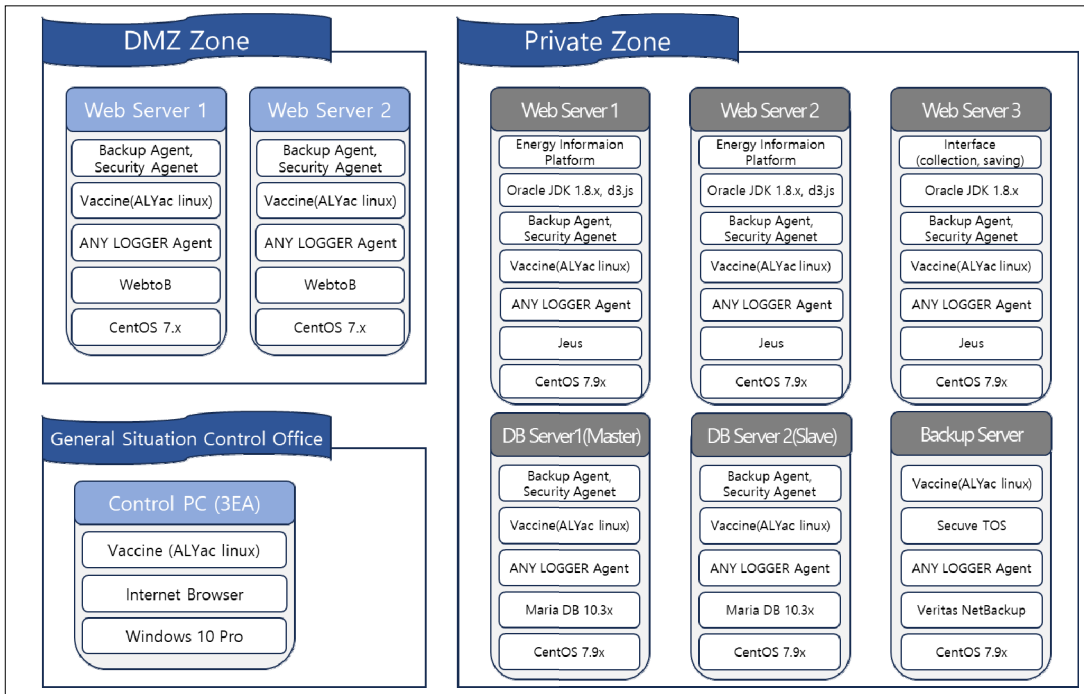 DMZ Zone
Web Server 1
Backup Agent,
Security Agenet
Vaccine(ALYac linux)
ANY LOGGER Agent
WebtoB
CentOS 7.x
Web Server 2
Backup Agent,
Security Agenet
Vaccine(ALYac linux)
ANY LOGGER Agent
WebtoB
CentOS 7.x
General Situation Control Office
Control PC (3EA)
Vaccine (ALYac linux)
Internet Browser
Windows 10 Pro
Private Zone
Web Server 1
Energy Informaion
Platform
Oracle JDK 1.8.x, d3.js
Backup Agent,
Security Agenet
Vaccine(ALYac linux)
ANY LOGGER Agent
Jeus
CentOS 7.9x
Web Server 2
Energy Informaion
Platform
Oracle JDK 1.8.x, d3.js
Backup Agent,
Security Agenet
Vaccine(ALYac linux)
ANY LOGGER Agent
Jeus
CentOS 7.9x
Web Server 3
Interface
(collection, saving)
Oracle JDK 1.8.x
Backup Agent,
Security Agenet
Vaccine(ALYac linux)
ANY LOGGER Agent
Jeus
CentOS 7.9x
DB Server1(Master)
Backup Agent,
Security Agenet
Vaccine(ALYac linux)
ANY LOGGER Agent
Maria DB 10.3x
CentOS 7.9x
DB Server 2(Slave)
Backup Agent,
Security Agenet
Vaccine(ALYac linux)
ANY LOGGER Agent
Maria DB 10.3x
CentOS 7.9x
Backup Server
Vaccine(ALYac linux)
Secuve TOS
ANY LOGGER Agent
Veritas NetBackup
CentOS 7.9x